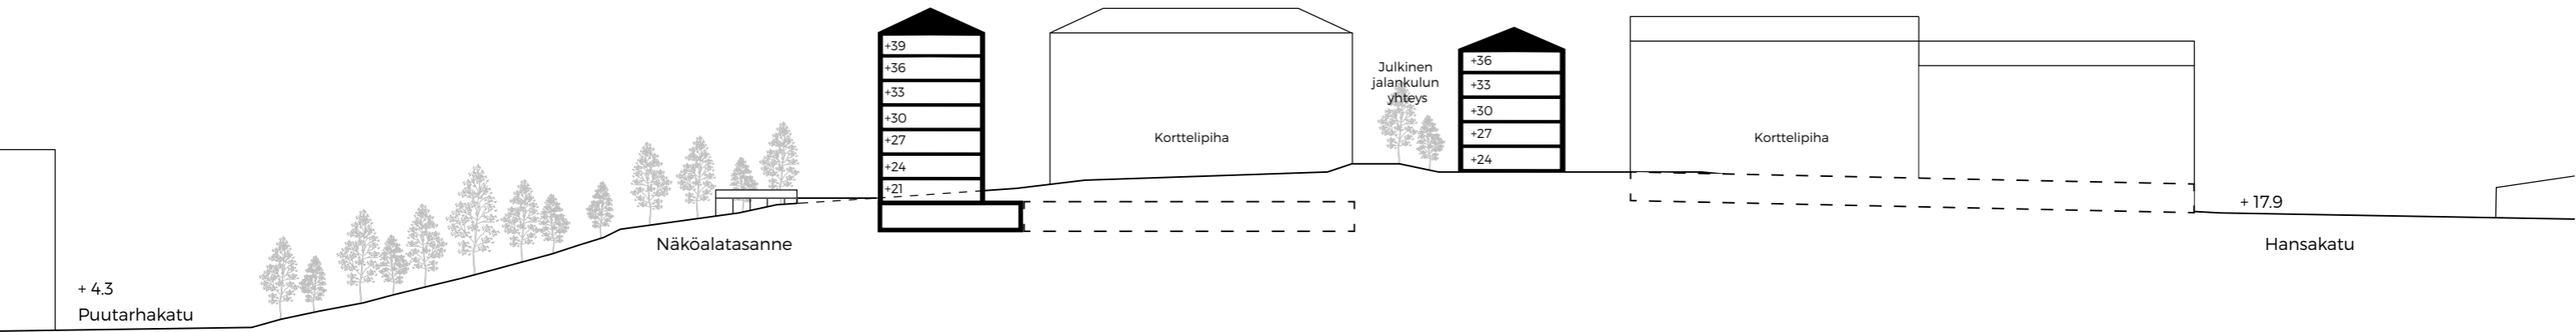 +39
+36
+33
+30
+27
+24
+21
Korttelipiha
Julkinen
jalankulun
yhteys
+36
+33
+30
+27
+24
Korttelipiha
+ 17.9
Hansakatu
Näköalatasanne
+ 4.3
Puutarhakatu